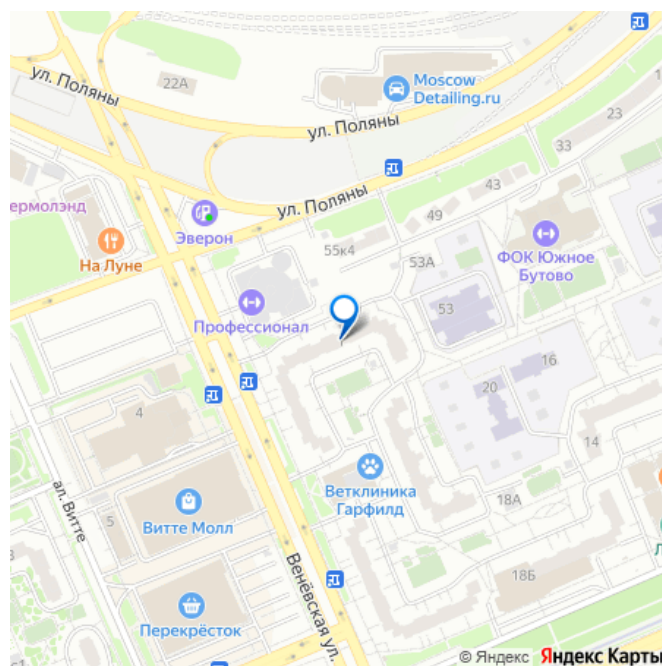 ул. Поляны
22А
Moscow
Detailing.ru
ул. Поляны
23
33
ул. Поляны
43
49
ермолэнд
Эверон
На Луне
55к4
53А
ФОК Южное
Бутово
53
Профессионал
16
20
4
14
Ветклиника
Гарфилд
18А
ал. Витте
5
Витте Молл
Венёвская ул.
18Б
Перекрёсток
© Яндекс Яндекс Карты